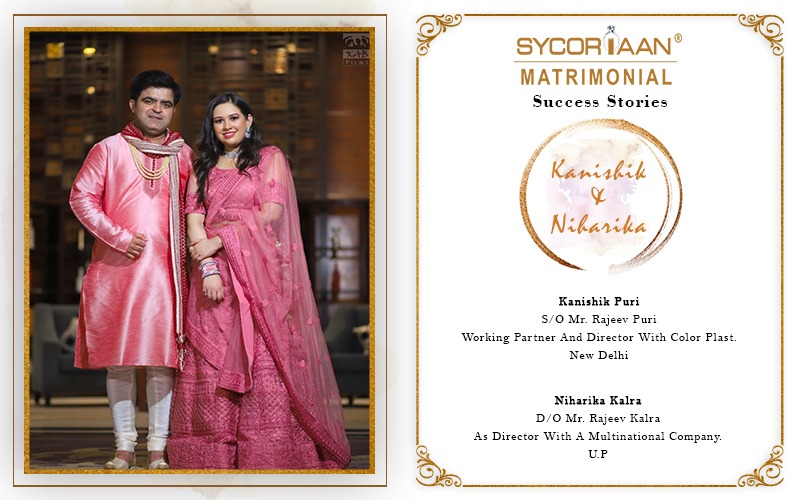 SYCORIAAN®
MATRIMONIAL
Success Stories
Kanishik
&
Niharika
Kanishik Puri
S/O Mr. Rajeev Puri
Working Partner And Director With Color Plast.
New Delhi
Niharika Kalra
D/O Mr. Rajeev Kalra
As Director With A Multinational Company.
U.P
FILMS